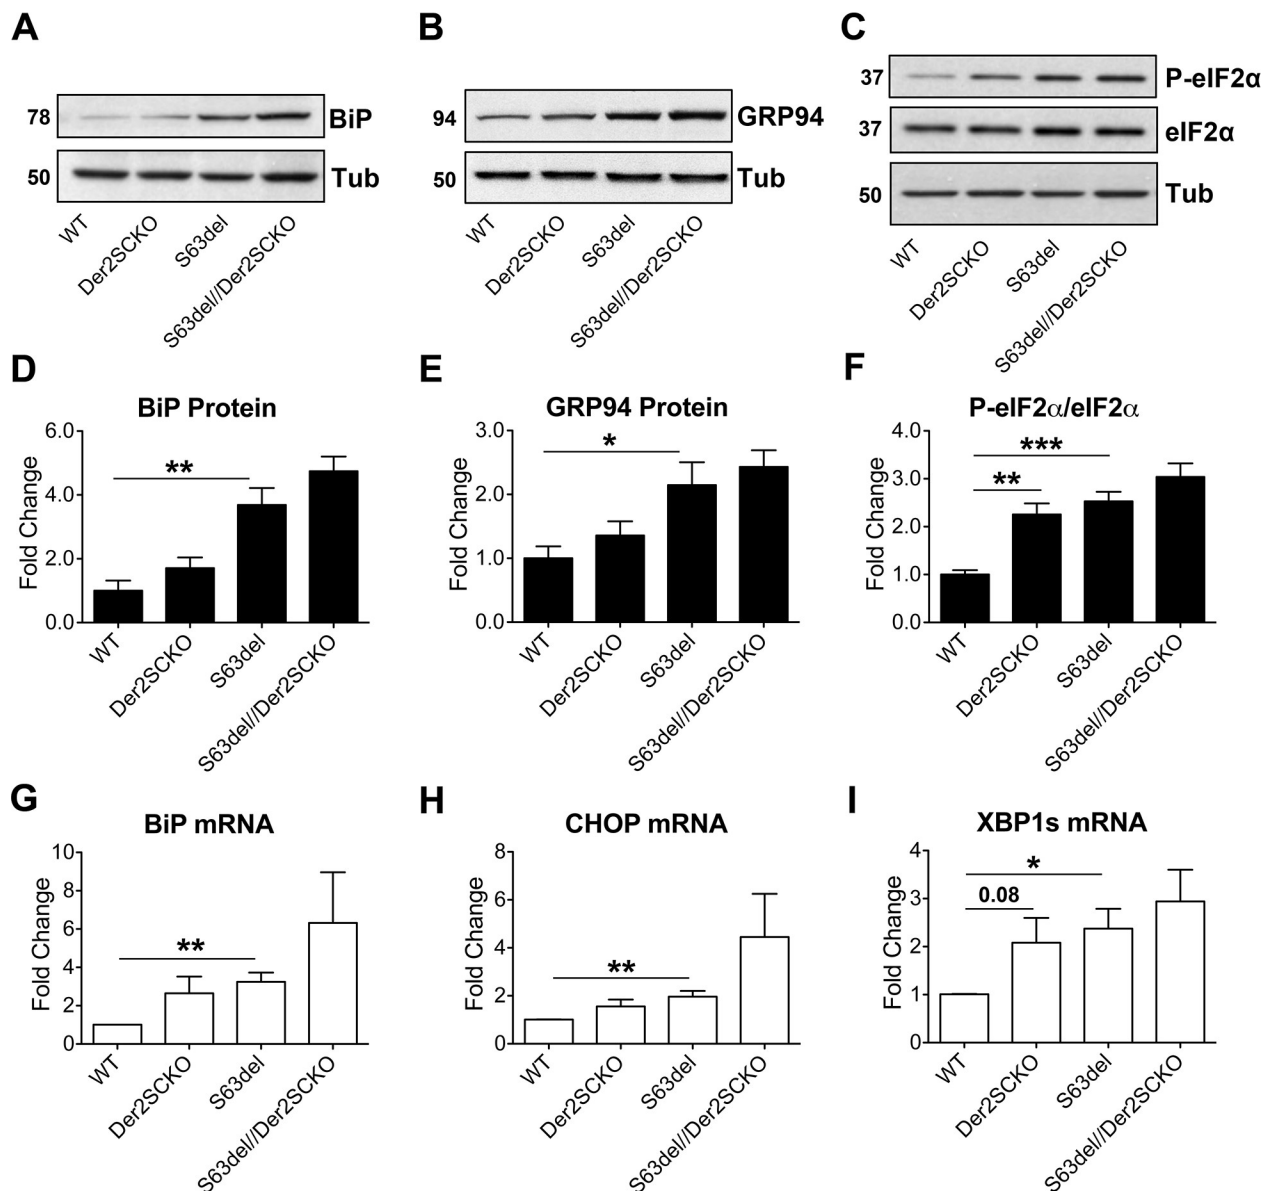 A
B
C
78
BiP
50
Tub
WT
Der2SCKO
S63del
S63del//Der2SCKO
94
GRP94
50
Tub
WT
Der2SCKO
S63del
S63del//Der2SCKO
37
P-eIF2α
37
eIF2α
50
Tub
WT
Der2SCKO
S63del
S63del//Der2SCKO
D
BiP Protein
Fold Change
6.0
4.0
2.0
0.0
**
WT
Der2SCKO
S63del
S63del//Der2SCKO
E
GRP94 Protein
Fold Change
3.0
2.0
1.0
0.0
*
WT
Der2SCKO
S63del
S63del//Der2SCKO
F
P-eIF2α/eIF2α
Fold Change
4.0
3.0
2.0
1.0
0.0
***
**
WT
Der2SCKO
S63del
S63del//Der2SCKO
G
BiP mRNA
Fold Change
10
8
6
4
2
0
**
WT
Der2SCKO
S63del
S63del//Der2SCKO
H
CHOP mRNA
Fold Change
8
6
4
2
0
**
WT
Der2SCKO
S63del
S63del//Der2SCKO
I
XBP1s mRNA
Fold Change
4
3
2
1
0
*
0.08
WT
Der2SCKO
S63del
S63del//Der2SCKO